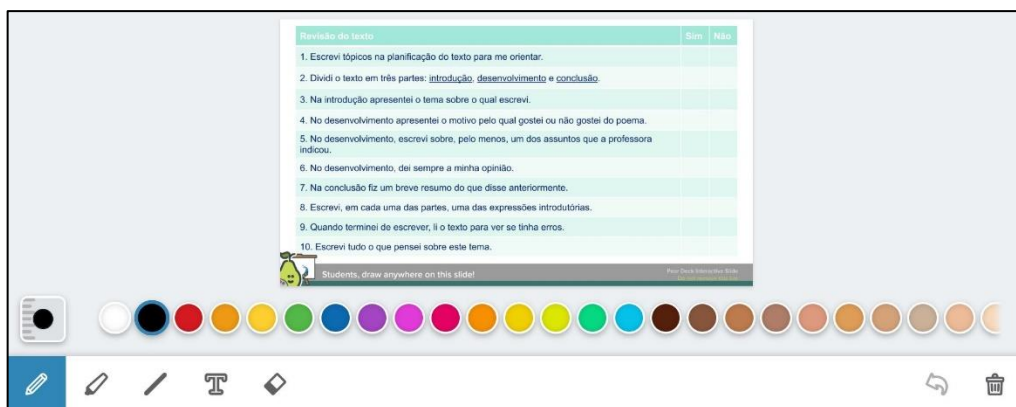 Revisão do texto Sim Não
1. Escrevi tópicos na planificação do texto para me orientar.
2. Dividi o texto em três partes: introdução, desenvolvimento e conclusão.
3. Na introdução apresentei o tema sobre o qual escrevi.
4. No desenvolvimento apresentei o motivo pelo qual gostei ou não gostei do poema.
5. No desenvolvimento, escrevi sobre, pelo menos, um dos assuntos que a professora
indicou.
6. No desenvolvimento, dei sempre a minha opinião.
7. Na conclusão fiz um breve resumo do que disse anteriormente.
8. Escrevi, em cada uma das partes, uma das expressões introdutórias.
9. Quando terminei de escrever, li o texto para ver se tinha erros.
10. Escrevi tudo o que pensei sobre este tema.
Students, draw anywhere on this slide!
Pear Deck Interactive Slide
Do not remove this bar
T